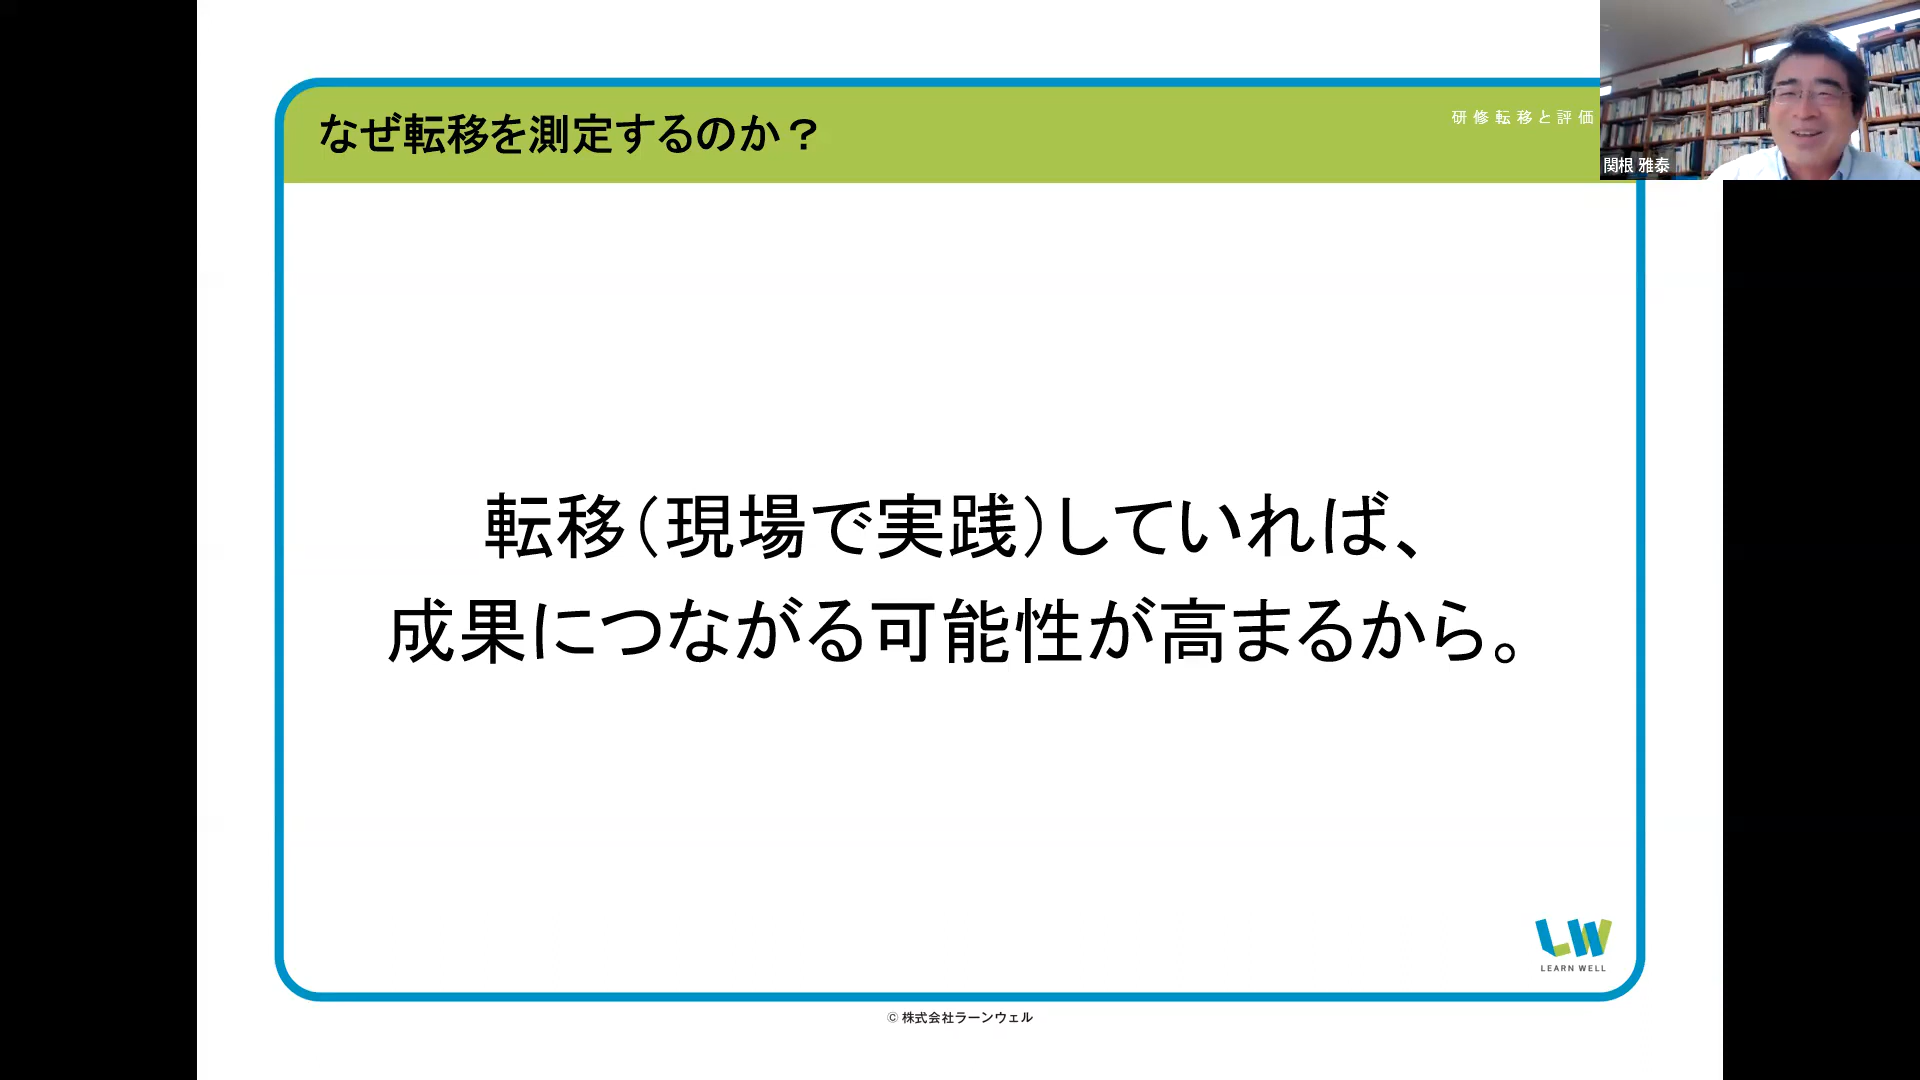 なぜ転移を測定するのか？
研修転移と評価
関根 雅泰
転移（現場で実践）していれば、
成果につながる可能性が高まるから。
LW
LEARN WELL
© 株式会社ラーンウェル